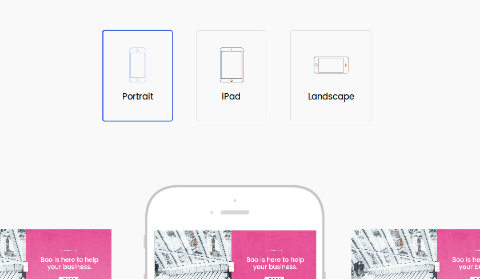 Portrait
iPad
Landscape
Boo is here to help
your business.
Boo is here to help
your business.
Boo is here to help
your business.